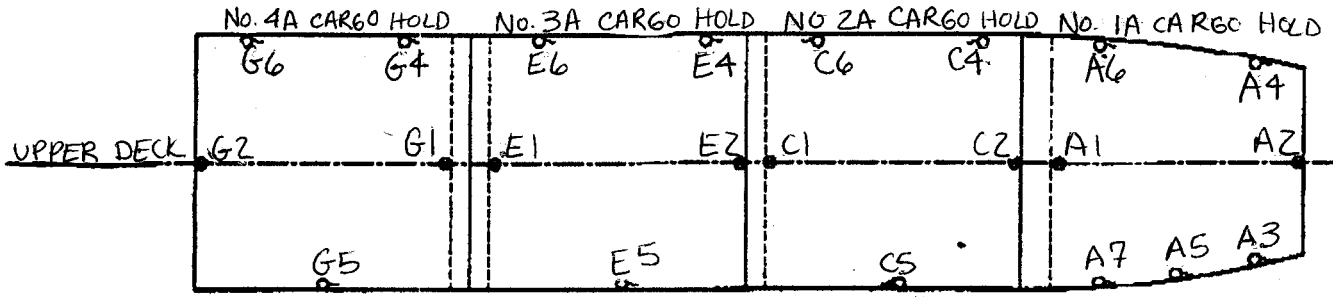 No. 4A CARGO HOLD No. 3A CARGO HOLD NO 2A CARGO HOLD No. 1A CARGO HOLD
G6 G4 E6 E4 C6 C4 A6 A4
UPPER DECK G2 G1 E1 E2 C1 C2 A1 A2
G5 E5 C5 A7 A5 A3